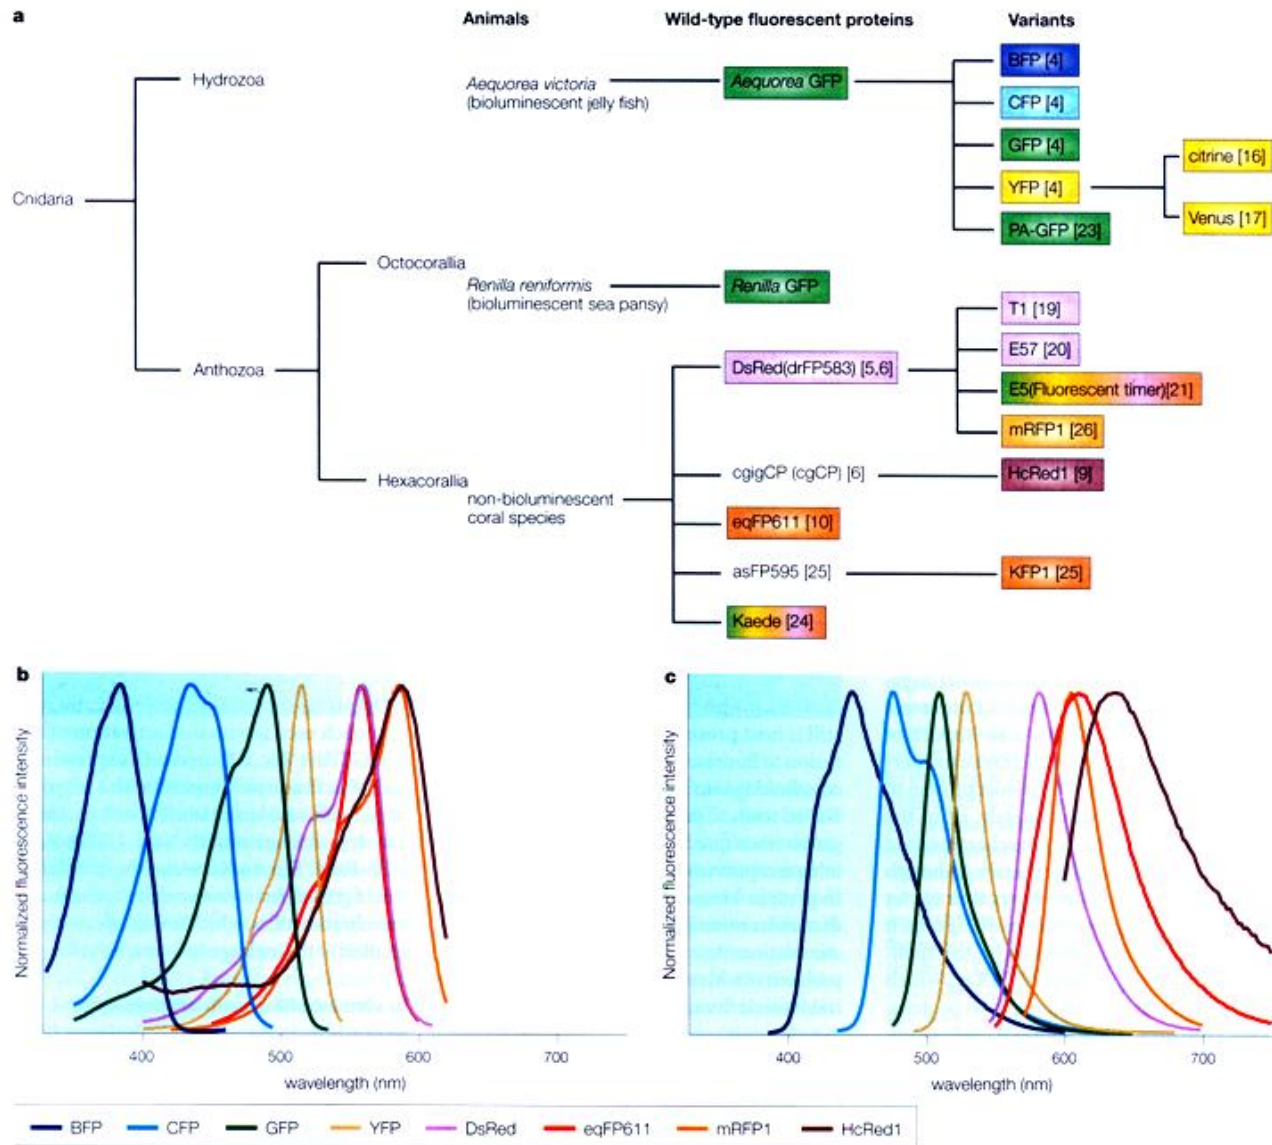 a
Animals
Wild-type fluorescent proteins
Variants
Cnidaria
Hydrozoa
Anthozoa
Octocorallia
Hexacorallia
Aequorea victoria
(bioluminescent jelly fish)
Renilla reniformis
(bioluminescent sea pansy)
non-bioluminescent
coral species
Aequorea GFP
Renilla GFP
DsRed(drFP583) [5,6]
cgigCP (cgCP) [6]
eqFP611 [10]
asFP595 [25]
Kaede [24]
BFP [4]
CFP [4]
GFP [4]
YFP [4]
PA-GFP [23]
citrine [16]
Venus [17]
T1 [19]
E57 [20]
E5(Fluorescent timer)[21]
mRFP1 [26]
HcRed1 [9]
KFP1 [25]
b
Normalized fluorescence intensity
400 500 600 700
wavelength (nm)
c
Normalized fluorescence intensity
400 500 600 700
wavelength (nm)
BFP CFP GFP YFP DsRed eqFP611 mRFP1 HcRed1